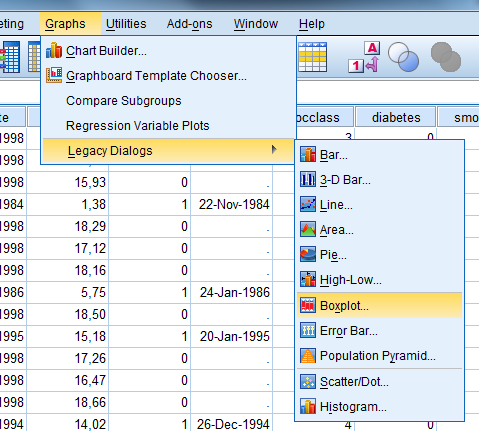 eting Graphs Utilities Add-ons Window Help
Chart Builder...
Graphboard Template Chooser...
Compare Subgroups
Regression Variable Plots
Legacy Dialogs
Bar...
3-D Bar...
Line...
Area...
Pie...
High-Low...
Boxplot...
Error Bar...
Population Pyramid...
Scatter/Dot...
Histogram...
te occlass diabetes smo
1998 3 0
1998
1998 15,93 0 .
1984 1,38 1 22-Nov-1984
1998 18,29 0 .
1998 17,12 0 .
1998 18,16 0 .
1986 5,75 1 24-Jan-1986
1998 18,50 0 .
1995 15,18 1 20-Jan-1995
1998 17,26 0 .
1998 16,47 0 .
1998 18,66 0 .
1994 14,02 1 26-Dec-1994 4 0